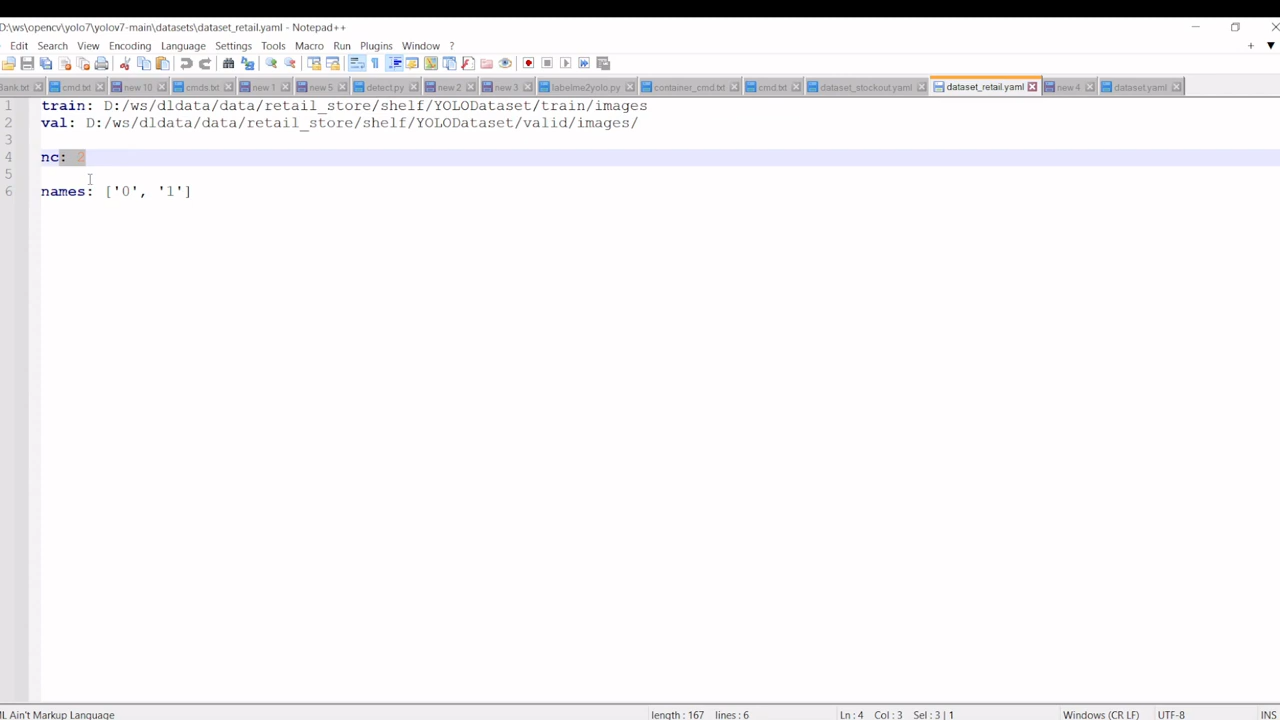 D:\ws\opencv\yolo7\yolov7-main\datasets\dataset_retail.yaml - Notepad++
Edit Search View Encoding Language Settings Tools Macro Run Plugins Window ?
Bank.txt cmd.txt new 10 cmds.txt new 1 new 5 detect.py new 2 new 3 labelme2yolo.py container_cmd.txt cmd.txt dataset_stockout.yaml dataset_retail.yaml new 4 dataset.yaml
1 train: D:/ws/dldata/data/retail_store/shelf/YOLODataset/train/images
2 val: D:/ws/dldata/data/retail_store/shelf/YOLODataset/valid/images/
3
4 nc: 2
5
6 names: ['0', '1']
L Ain't Markup Language length : 167 lines : 6 Ln : 4 Col : 3 Sel : 3 | 1 Windows (CR LF) UTF-8 INS